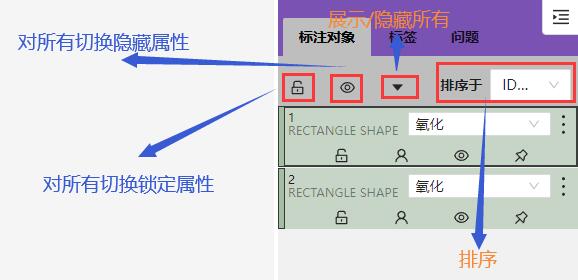 展示/隐藏所有
标注对象 标签 问题
对所有切换隐藏属性
排序于 ID...
1
RECTANGLE SHAPE 氧化
对所有切换锁定属性
2
RECTANGLE SHAPE 氧化
排序